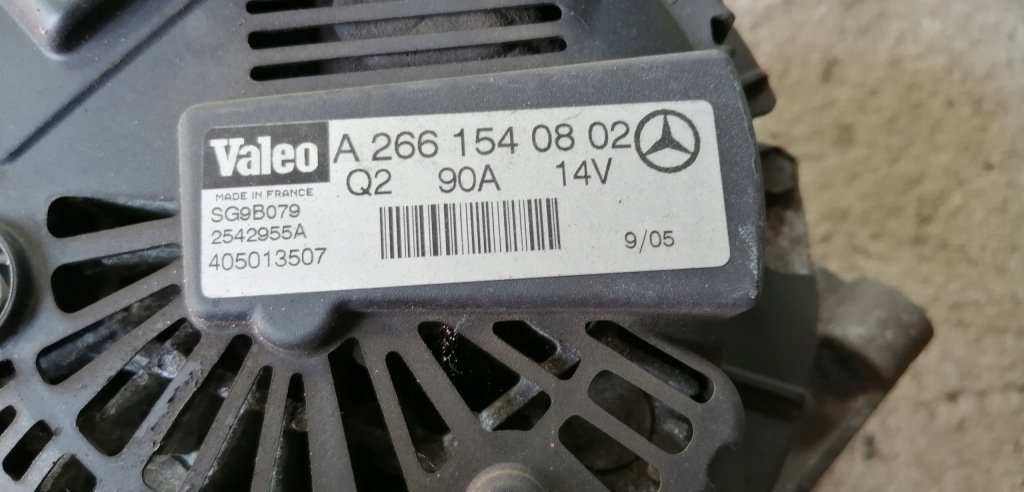 Valeo A 266 154 08 02
MADE IN FRANCE Q2 90A 14V
SG9B079
2542955A
405013507
9/05